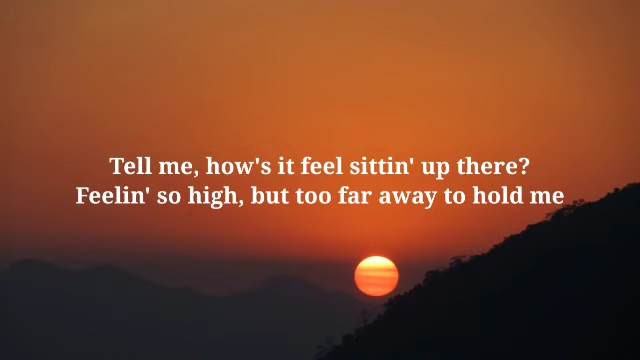 Tell me, how's it feel sittin' up there?
Feelin' so high, but too far away to hold me